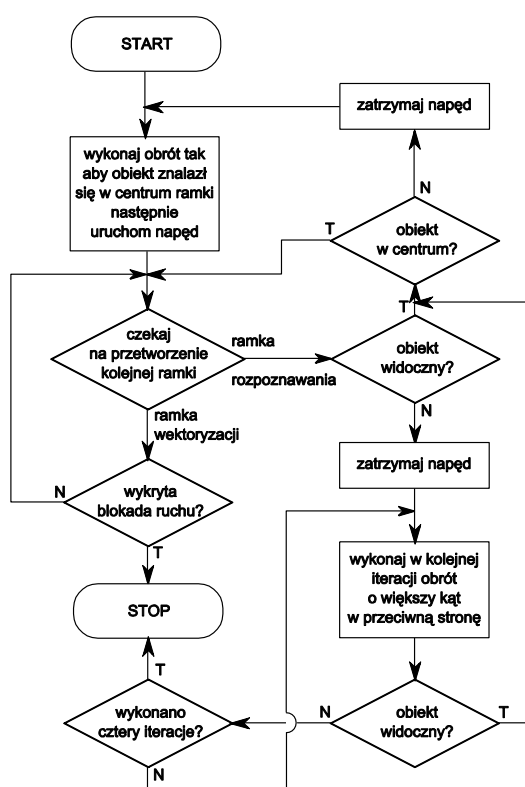 START
zatrzymaj napęd
wykonaj obrót tak
aby obiekt znalazł
się w centrum ramki
następnie
uruchom napęd
N
T
obiekt
w centrum?
T
czekaj
na przetworzenie
kolejnej ramki
ramka
rozpoznawania
obiekt
widoczny?
ramka
wektoryzacji
N
zatrzymaj napęd
N
wykryta
blokada ruchu?
T
wykonaj w kolejnej
iteracji obrót
o większy kąt
w przeciwną stronę
STOP
T
wykonano
cztery iteracje?
N
obiekt
widoczny?
T
N